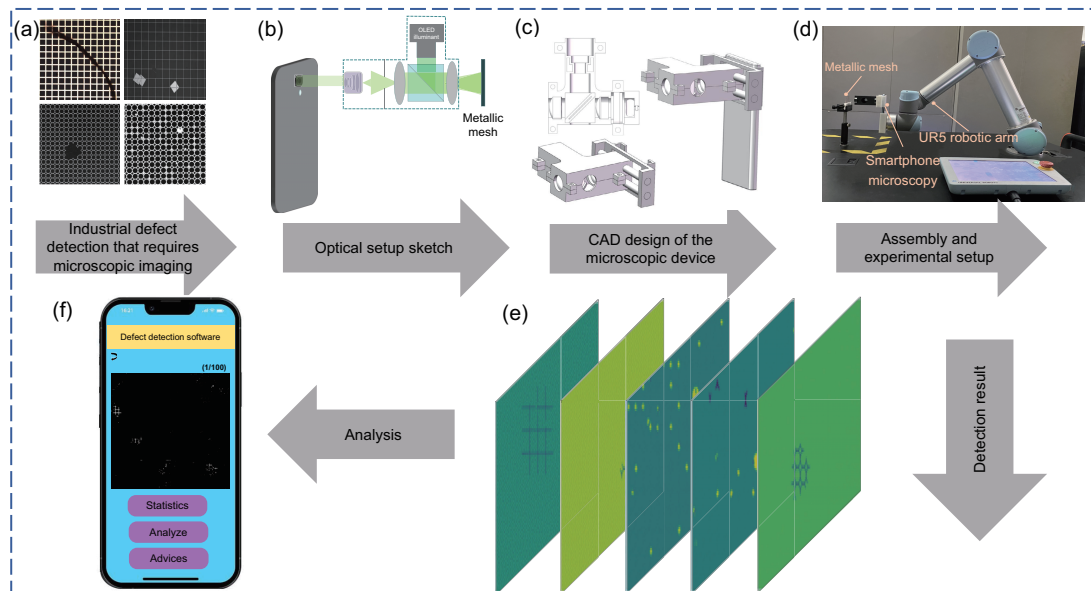 (a)
(b)
OLED
illuminant
Metallic
mesh
(c)
(d)
Metallic mesh
UR5 robotic arm
Smartphone
microscopy
Industrial defect
detection that requires
microscopic imaging
Optical setup sketch
CAD design of the
microscopic device
Assembly and
experimental setup
(f)
Defect detection software
(1/100)
Statistics
Analyze
Advices
Analysis
(e)
Detection result